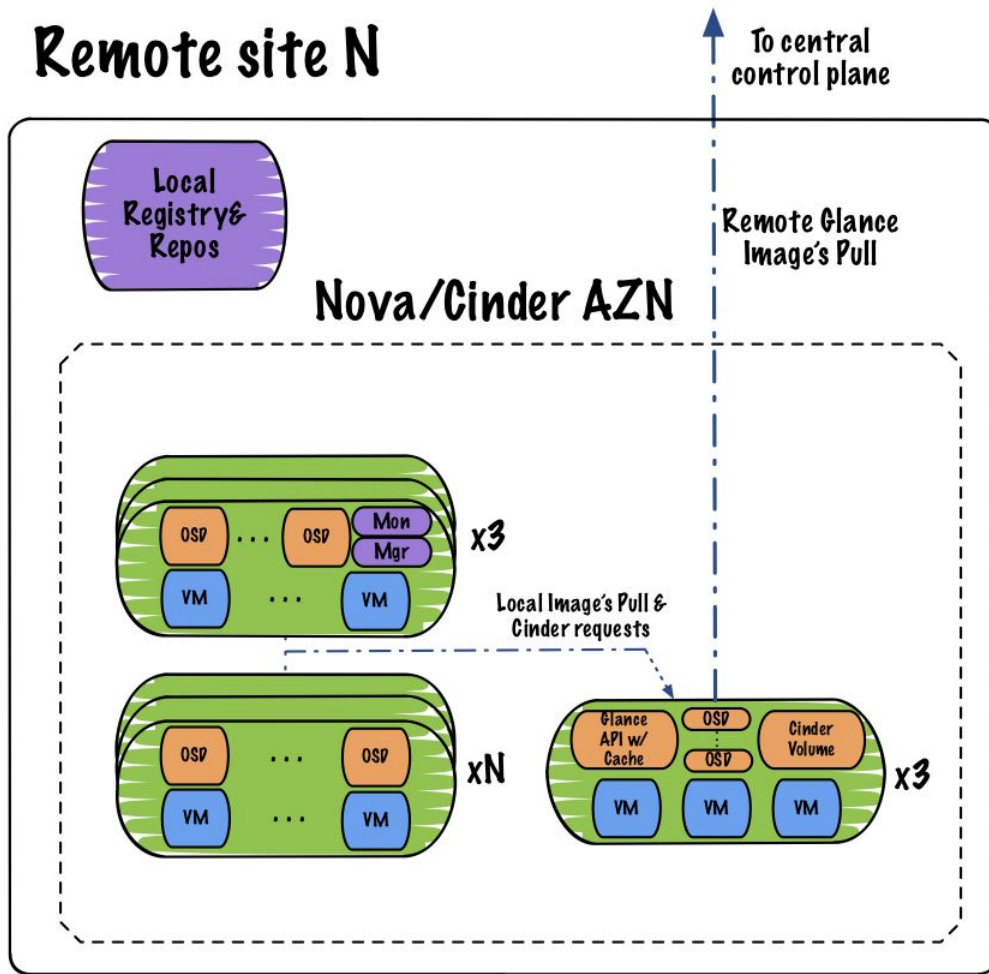 Remote site N
To central
control plane
Local
Registry&
Repos
Remote Glance
Image's Pull
Nova/Cinder AZN
OSD ... OSD
Mon
Mgr
x3
VM ... VM
Local Image's Pull &
Cinder requests
OSD ... OSD
xN
VM ... VM
Glance
API w/
Cache
OSD
OSD
Cinder
Volume
x3
VM VM VM